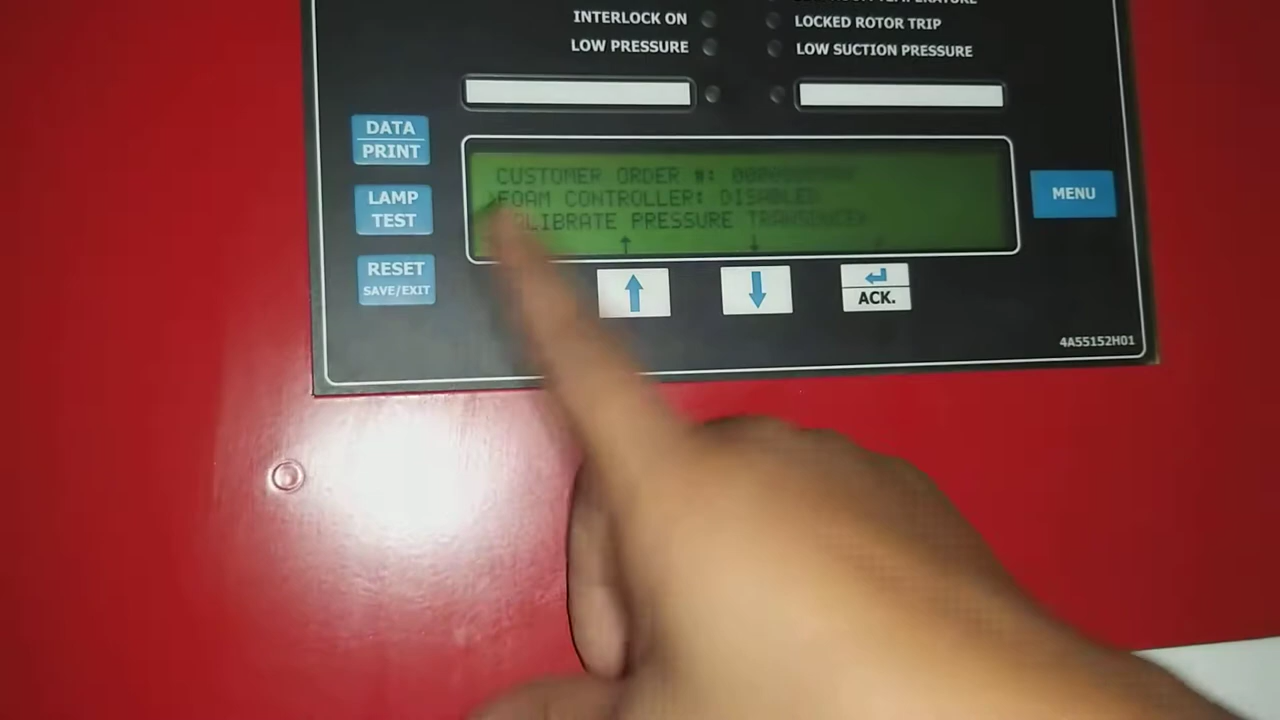 INTERLOCK ON
LOCKED ROTOR TRIP
LOW PRESSURE
LOW SUCTION PRESSURE
DATA
PRINT
LAMP
TEST
RESET
SAVE/EXIT
CUSTOMER ORDER #:
FOAM CONTROLLER: DISABLED
PRESSURE TRANSDUCER
MENU
ACK.
4A55152H01